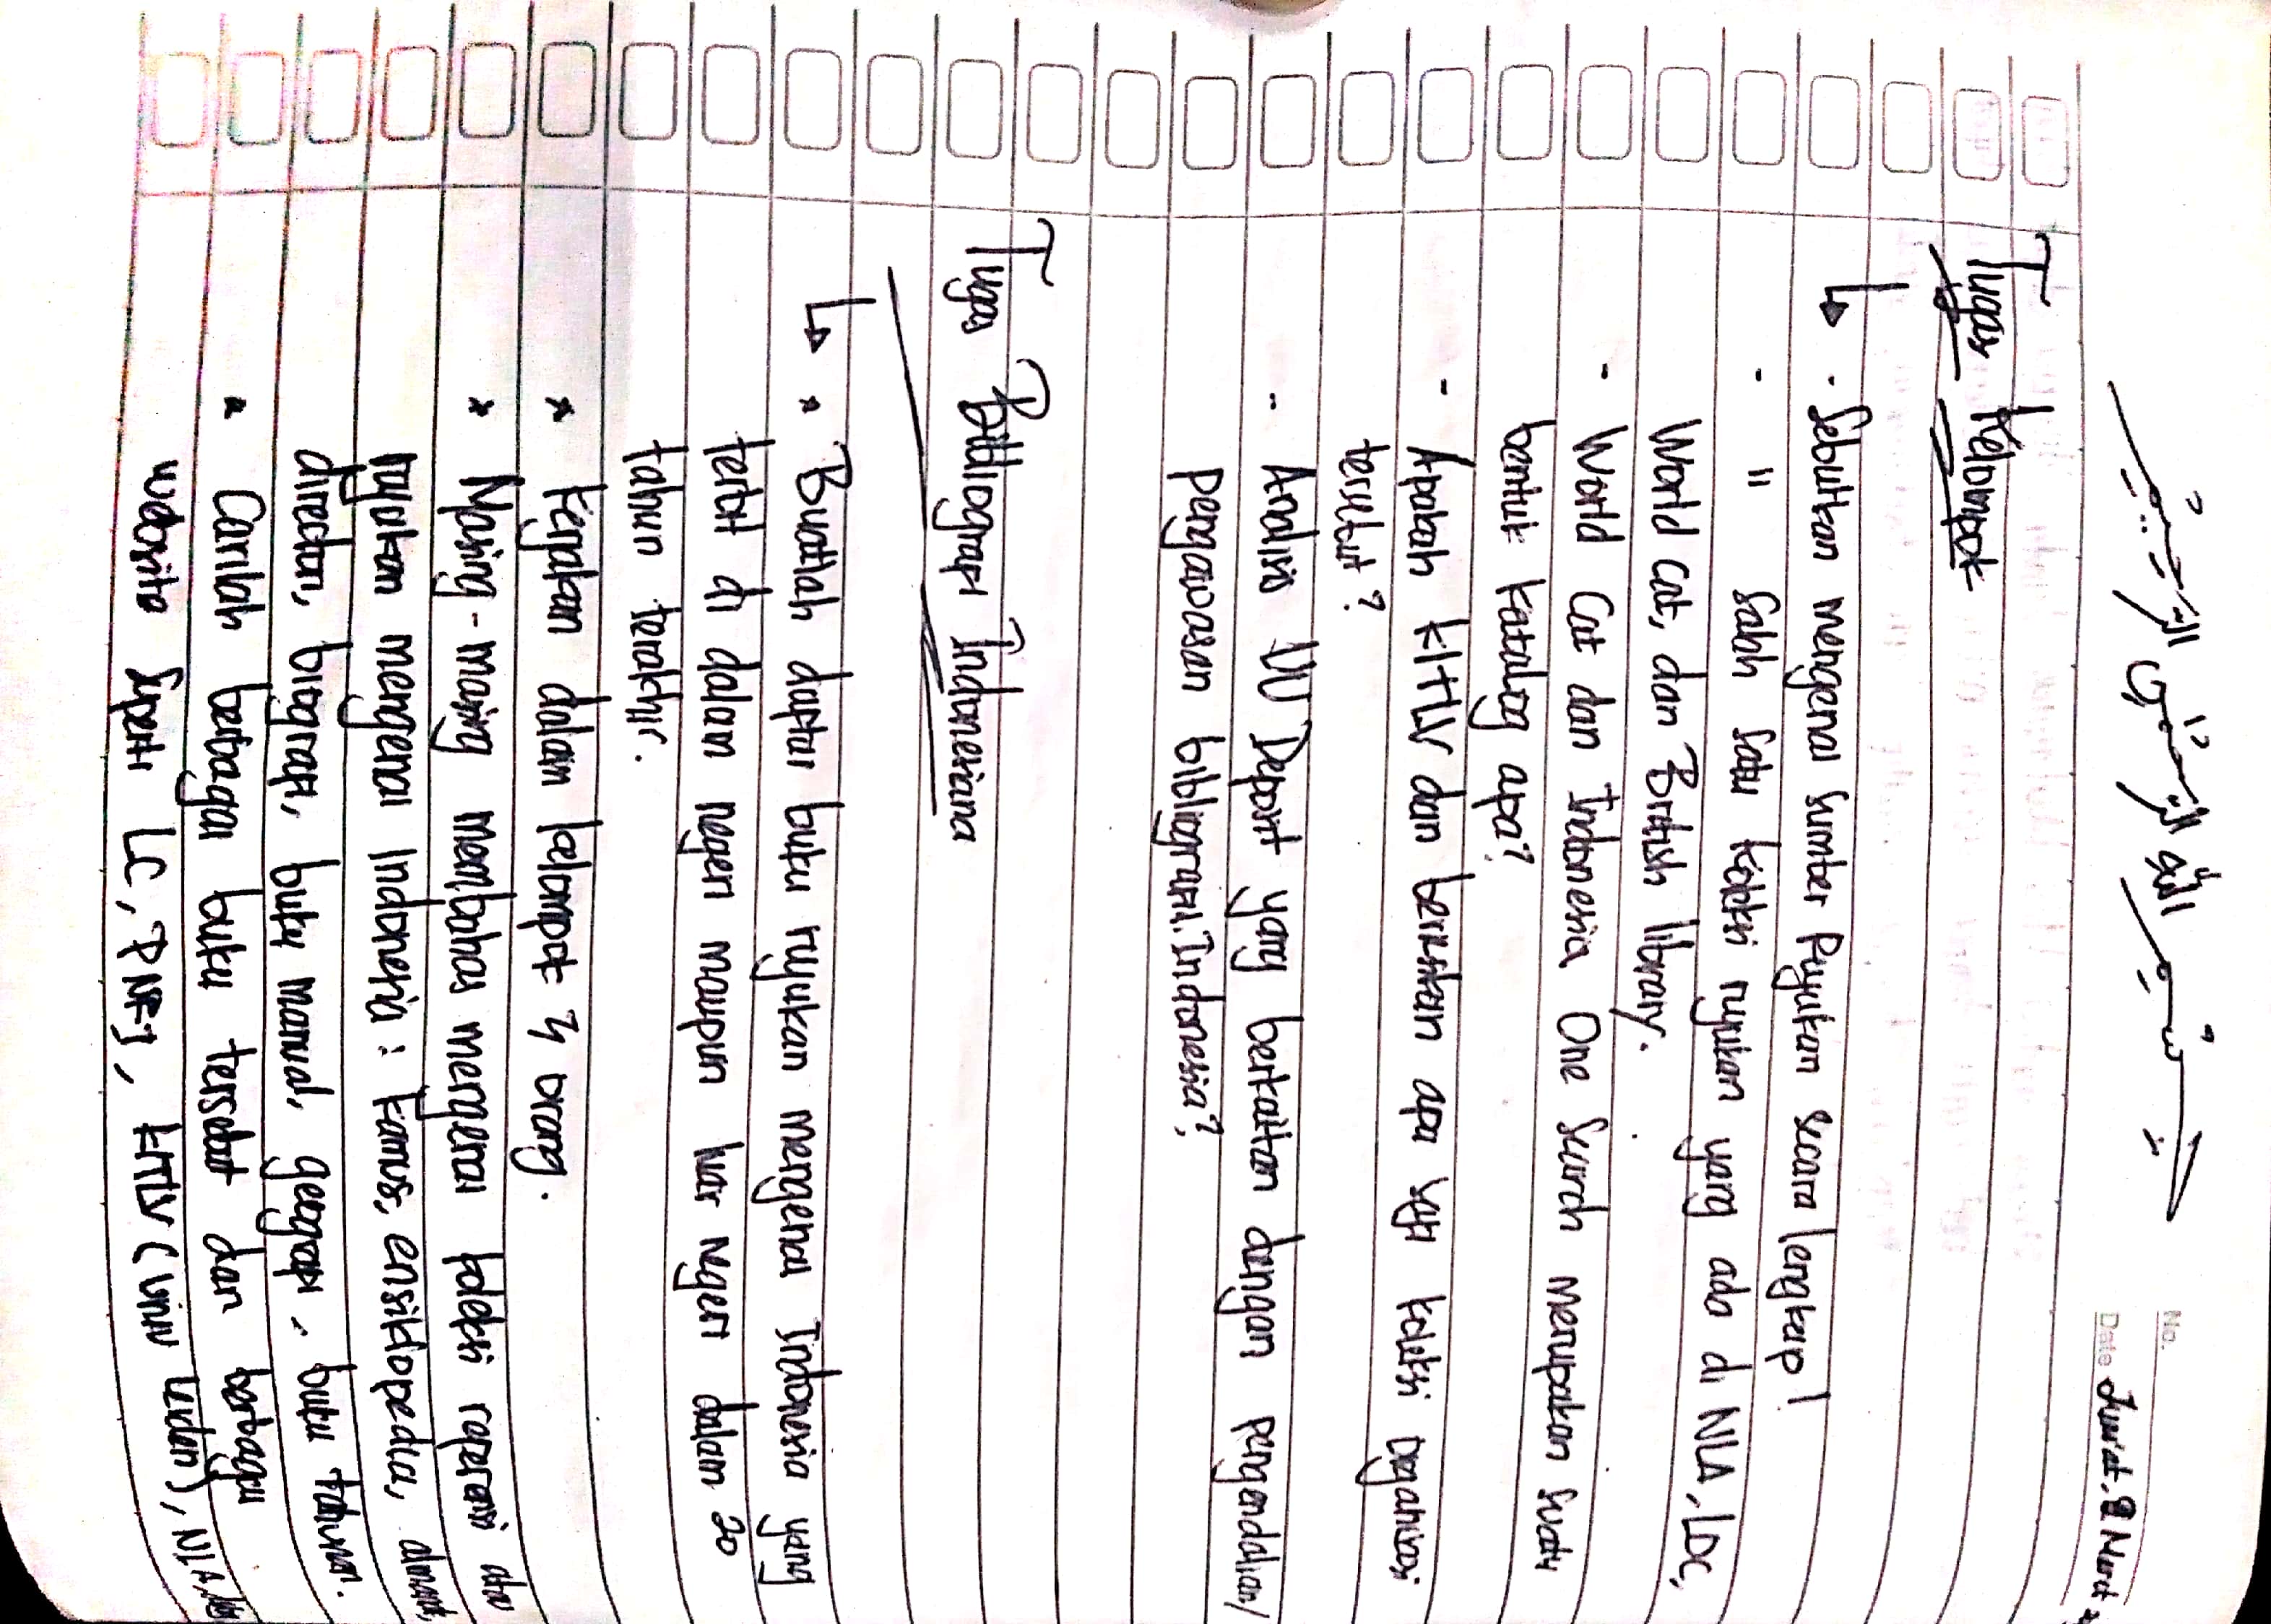 No.
Date Jum'at, 8 Maret
بِسْــــمِ اللهِ الرَّحْمٰنِ الرَّحِيْمِ
Tugas Kelompok
↳ - Sebutkan mengenai sumber Rujukan secara lengkap!
- " salah satu koleksi rujukan yang ada di NLA, LOC,
World Cat, dan British library.
- World Cat dan Indonesia One Search merupakan suatu
bentuk katalog apa?
- Apakah KITLV dan berisikan apa saja koleksi organisasi
tersebut?
- Analisis UU Deposit yang berkaitan dengan pengendalian/
pengawasan bibliografi Indonesia?
Tugas Bibliografi Indonesiana
↳ * Buatlah daftar buku rujukan mengenai Indonesia yang
terbit di dalam negeri maupun luar negeri dalam 20
tahun terakhir.
* Kerjakan dalam kelompok 4 orang.
* Masing-masing membahas mengenai koleksi referensi atau
rujukan mengenai Indonesia: kamus, ensiklopedia, almanak,
direktori, biografi, buku manual, geografi, buku tahunan.
* Carilah berbagai buku tersebut dan berbagai
website seperti LC, PNRI, KITLV (Univ Leiden), NLA,